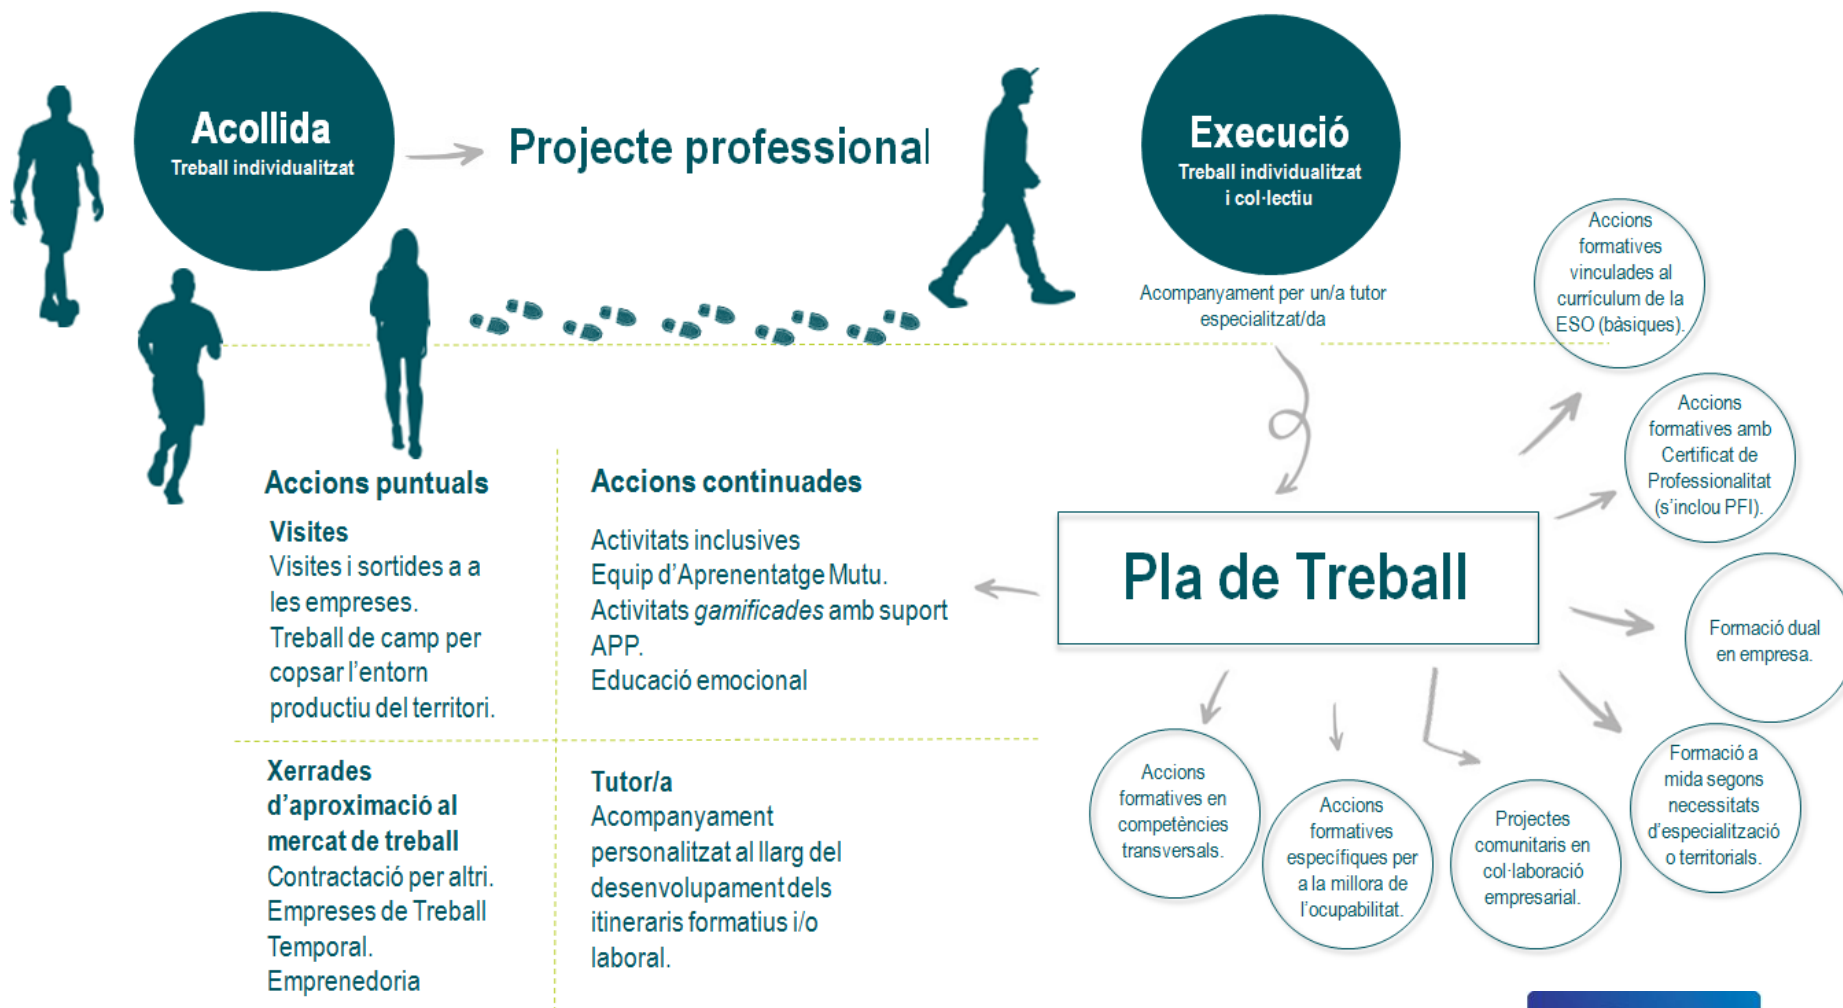 Acollida
Treball individualitzat
Projecte professional
Execució
Treball individualitzat
i col·lectiu
Acompanyament per un/a tutor
especialitzat/da
Accions
formatives
vinculades al
currículum de la
ESO (bàsiques).
Accions
formatives amb
Certificat de
Professionalitat
(s’inclou PFI).
Formació dual
en empresa.
Formació a
mida segons
necessitats
d’especialització
o territorials.
Projectes
comunitaris en
col·laboració
empresarial.
Accions
formatives
específiques per
a la millora de
l’ocupabilitat.
Accions
formatives en
competències
transversals.
Pla de Treball
Accions puntuals
Visites
Visites i sortides a a
les empreses.
Treball de camp per
copsar l’entorn
productiu del territori.
Accions continuades
Activitats inclusives
Equip d’Aprenentatge Mutu.
Activitats gamificades amb suport
APP.
Educació emocional
Xerrades
d’aproximació al
mercat de treball
Contractació per altri.
Empreses de Treball
Temporal.
Emprenedoria
Tutor/a
Acompanyament
personalitzat al llarg del
desenvolupament dels
itineraris formatius i/o
laboral.